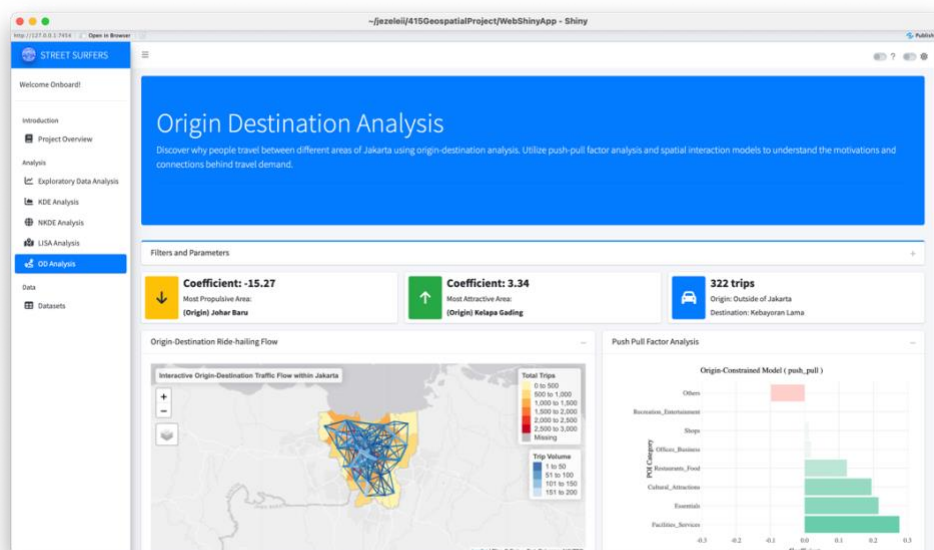 ~/jezeleii/415GeospatialProject/WebShinyApp - Shiny
http://127.0.0.1:7454
Open in Browser
Publish
STREET SURFERS
Welcome Onboard!
Introduction
Project Overview
Analysis
Exploratory Data Analysis
KDE Analysis
NKDE Analysis
LISA Analysis
OD Analysis
Data
Datasets
?
Origin Destination Analysis
Discover why people travel between different areas of Jakarta using origin-destination analysis. Utilize push-pull factor analysis and spatial interaction models to understand the motivations and
connections behind travel demand.
Filters and Parameters
+
Coefficient: -15.27
Most Propulsive Area:
(Origin) Johar Baru
Coefficient: 3.34
Most Attractive Area:
(Origin) Kelapa Gading
322 trips
Origin: Outside of Jakarta
Destination: Kebayoran Lama
Origin-Destination Ride-hailing Flow
−
Interactive Origin-Destination Traffic Flow within Jakarta
+
−
Total Trips
0 to 500
500 to 1,000
1,000 to 1,500
1,500 to 2,000
2,000 to 2,500
2,500 to 3,000
Missing
Trip Volume
1 to 50
51 to 100
101 to 150
151 to 200
Push Pull Factor Analysis
−
Origin-Constrained Model ( push_pull )
POI Category
Others
Recreation_Entertainment
Shops
Offices_Business
Restaurants_Food
Cultural_Attractions
Essentials
Facilities_Services
-0.3 -0.2 -0.1 0.0 0.1 0.2 0.3